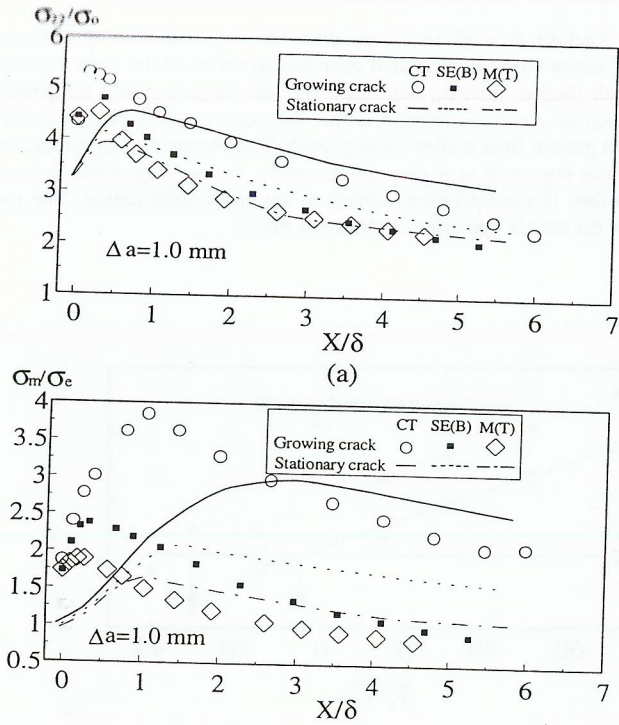 σ₂₂/σ₀
6
5
4
3
2
1
CT SE(B) M(T)
Growing crack
Stationary crack
Δa=1.0 mm
0 1 2 3 4 5 6 7
X/δ
(a)
σₘ/σₑ
4
3.5
3
2.5
2
1.5
1
0.5
CT SE(B) M(T)
Growing crack
Stationary crack
Δa=1.0 mm
0 1 2 3 4 5 6 7
X/δ